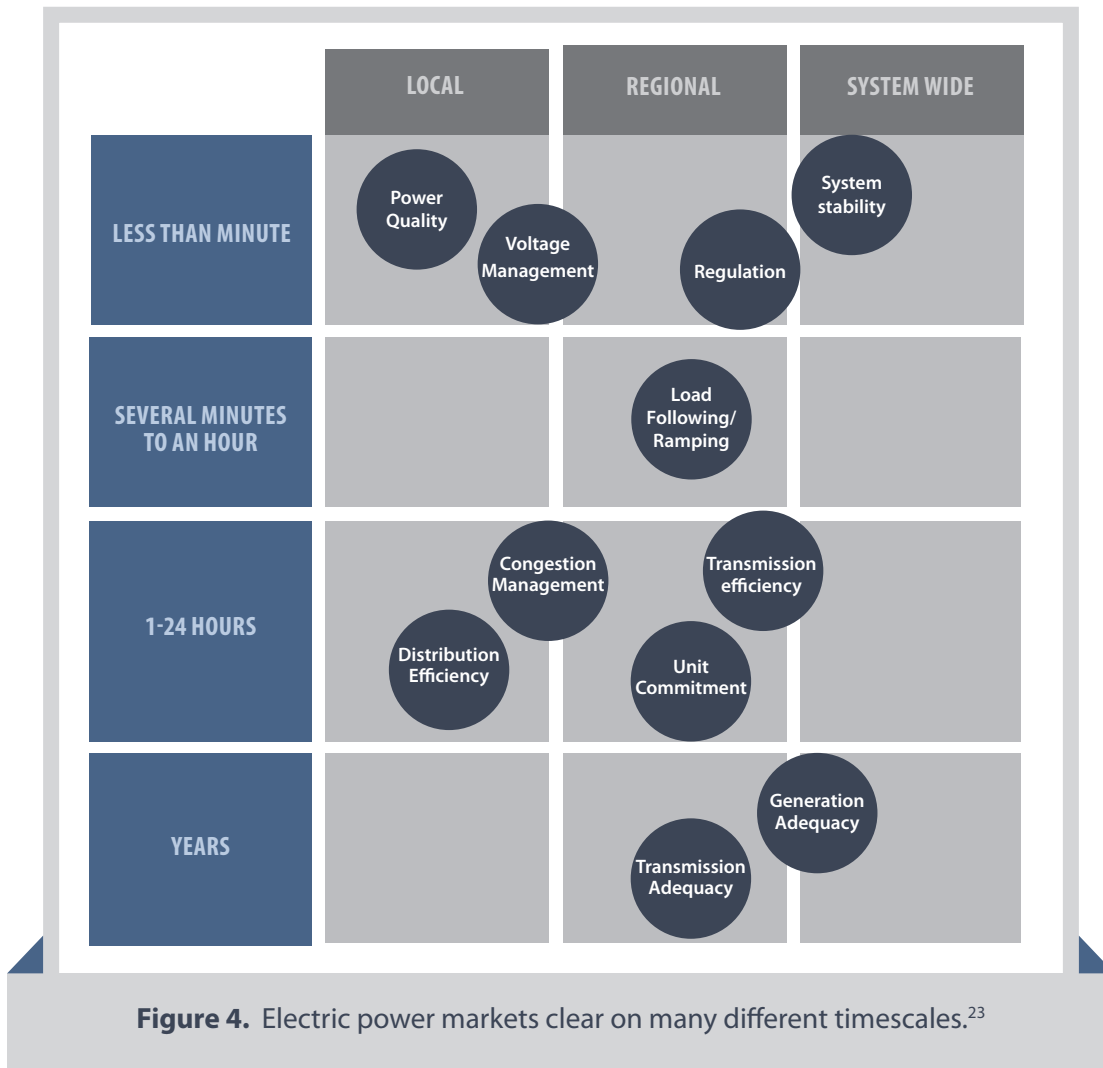 LOCAL
REGIONAL
SYSTEM WIDE
LESS THAN MINUTE
Power
Quality
Voltage
Management
Regulation
System
stability
SEVERAL MINUTES
TO AN HOUR
Load
Following/
Ramping
1-24 HOURS
Congestion
Management
Distribution
Efficiency
Transmission
efficiency
Unit
Commitment
YEARS
Generation
Adequacy
Transmission
Adequacy
Figure 4. Electric power markets clear on many different timescales.23